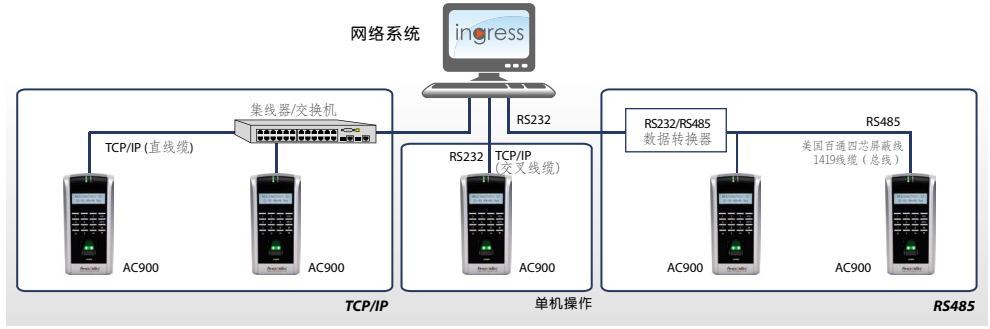 网络系统
ingress
集线器/交换机
TCP/IP (直线缆)
AC900
AC900
TCP/IP
RS232
TCP/IP
(交叉线缆)
AC900
单机操作
RS232
RS232/RS485
数据转换器
RS485
美国百通四芯屏蔽线
1419线缆 ( 总线 )
AC900
AC900
RS485